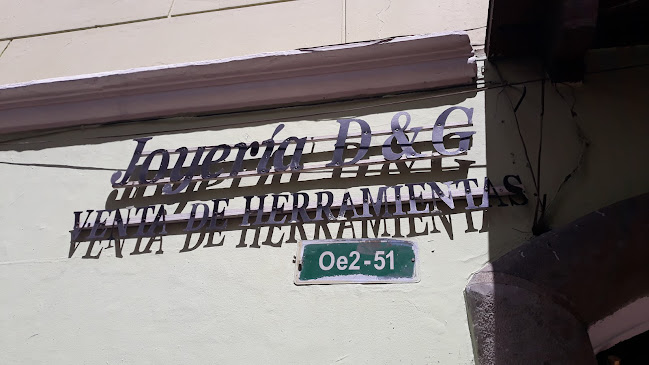 Joyería D & G
VENTA DE HERRAMIENTAS
Oe2-51